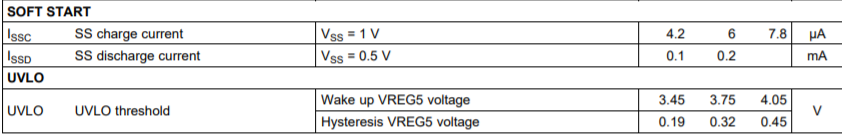 SOFT START
ISSC SS charge current VSS = 1 V 4.2 6 7.8 µA
ISSD SS discharge current VSS = 0.5 V 0.1 0.2 mA
UVLO
UVLO UVLO threshold Wake up VREG5 voltage 3.45 3.75 4.05 V
Hysteresis VREG5 voltage 0.19 0.32 0.45